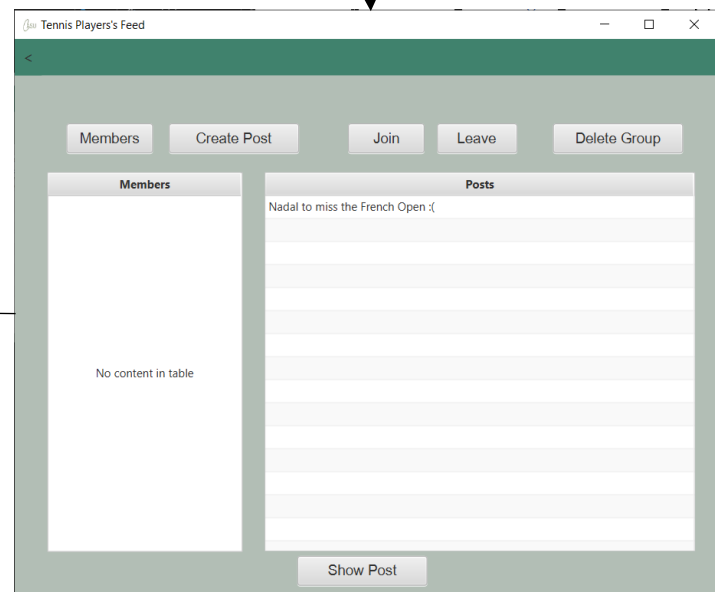 Tennis Players's Feed
<
Members Create Post Join Leave Delete Group
Members Posts
Nadal to miss the French Open :(
No content in table
Show Post